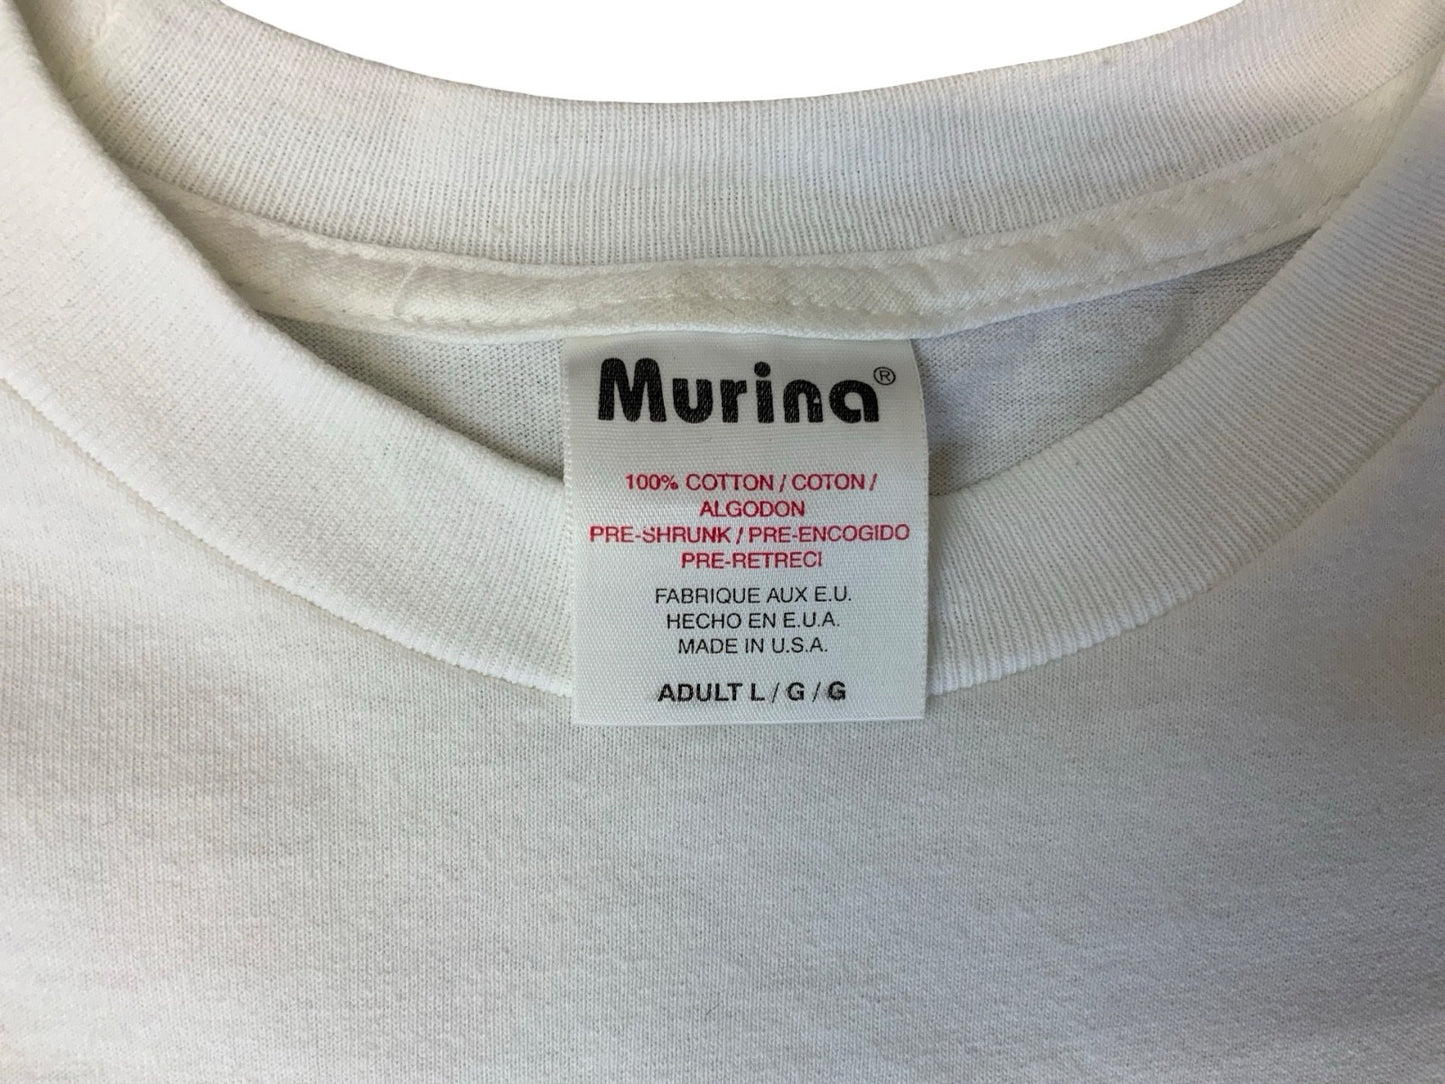 Murina®
100% COTTON / COTON /
ALGODON
PRE-SHRUNK / PRE-ENCOGIDO
PRE-RETRECI
FABRIQUE AUX E.U.
HECHO EN E.U.A.
MADE IN U.S.A.
ADULT L / G / G